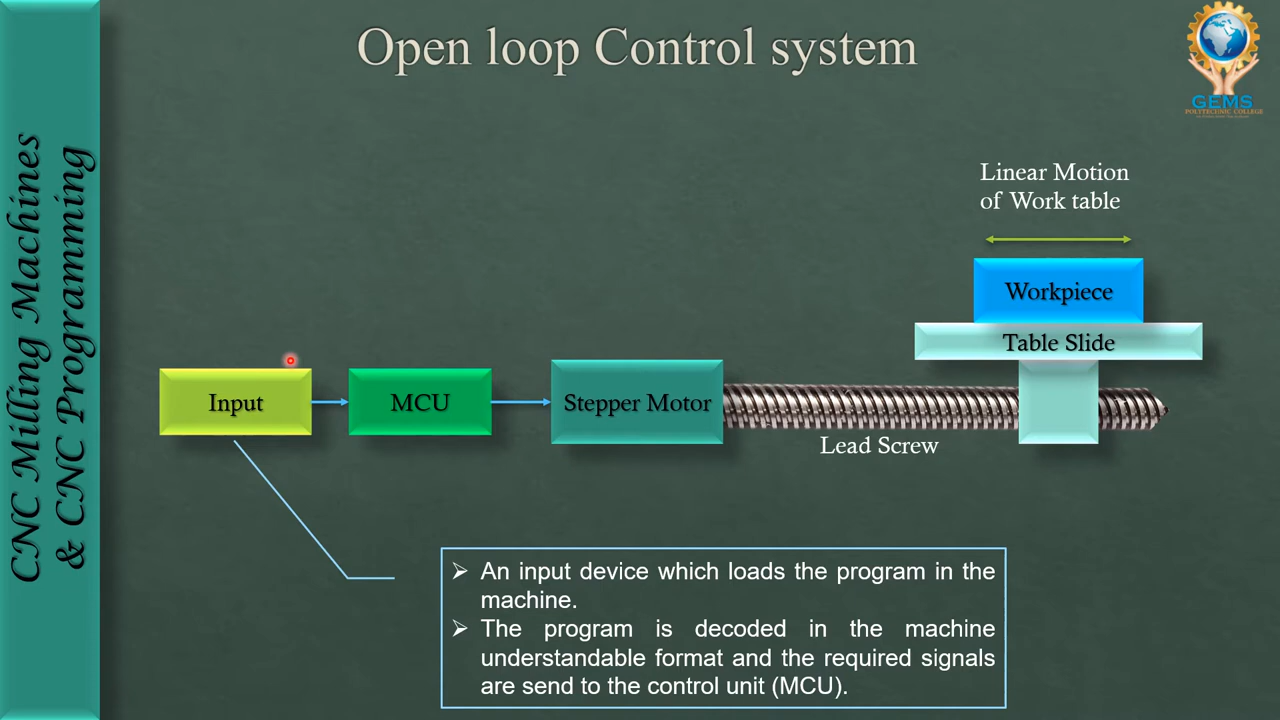 Open loop Control system
GEMS
POLITECHNIC COLLEGE
CNC Milling Machines
& CNC Programming
Linear Motion
of Work table
Workpiece
Table Slide
Input
MCU
Stepper Motor
Lead Screw
➢ An input device which loads the program in the
machine.
➢ The program is decoded in the machine
understandable format and the required signals
are send to the control unit (MCU).